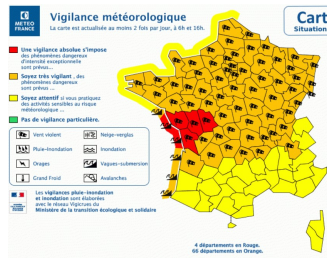 METEO
FRANCE
Vigilance météorologique
La carte est actualisée au moins 2 fois par jour, à 6h et 16h.
Cart
Situation
Une vigilance absolue s'impose
des phénomènes dangereux
d'intensité exceptionnelle
sont prévus ...
Soyez très vigilant , des
phénomènes dangereux
sont prévus ...
Soyez attentif si vous pratiquez
des activités sensibles au risque
météorologique ...
Pas de vigilance particulière.
Vent violent
Neige-verglas
Pluie-Inondation
Inondation
Orages
Vagues-submersion
Grand Froid
Avalanches
Les vigilances pluie-inondation
et inondation sont élaborées
avec le réseau Vigicrues du
Ministère de la transition écologique et solidaire
4 départements en Rouge.
65 départements en Orange.